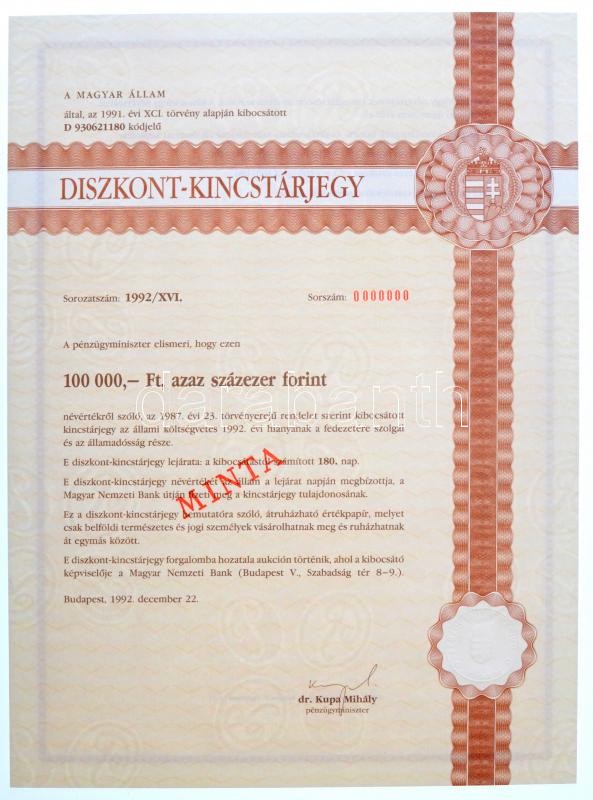 A MAGYAR ÁLLAM
által, az 1991. évi XCI. törvény alapján kibocsátott
D 930621180 kódjelű
DISZKONT-KINCSTÁRJEGY
Sorozatszám: 1992/XVI. Sorszám: 0000000
A pénzügyminiszter elismeri, hogy ezen
100 000,— Ft, azaz százezer forint
névértékről szóló, az 1987. évi 23. törvényerejű rendelet szerint kibocsátott
kincstárjegy az állami költségvetés 1992. évi hiányának a fedezetére szolgál
és az államadósság része.
E diszkont-kincstárjegy lejárata: a kibocsátástól számított 180. nap.
E diszkont-kincstárjegy névértékét az állam a lejárat napján megbízottja, a
Magyar Nemzeti Bank útján fizeti meg a kincstárjegy tulajdonosának.
Ez a diszkont-kincstárjegy bemutatóra szóló, átruházható értékpapír, melyet
csak belföldi természetes és jogi személyek vásárolhatnak meg és ruházhatnak
át egymás között.
E diszkont-kincstárjegy forgalomba hozatala aukción történik, ahol a kibocsátó
képviselője a Magyar Nemzeti Bank (Budapest V., Szabadság tér 8–9.).
MINTA
Budapest, 1992. december 22.
dr. Kupa Mihály
pénzügyminiszter
darabanth